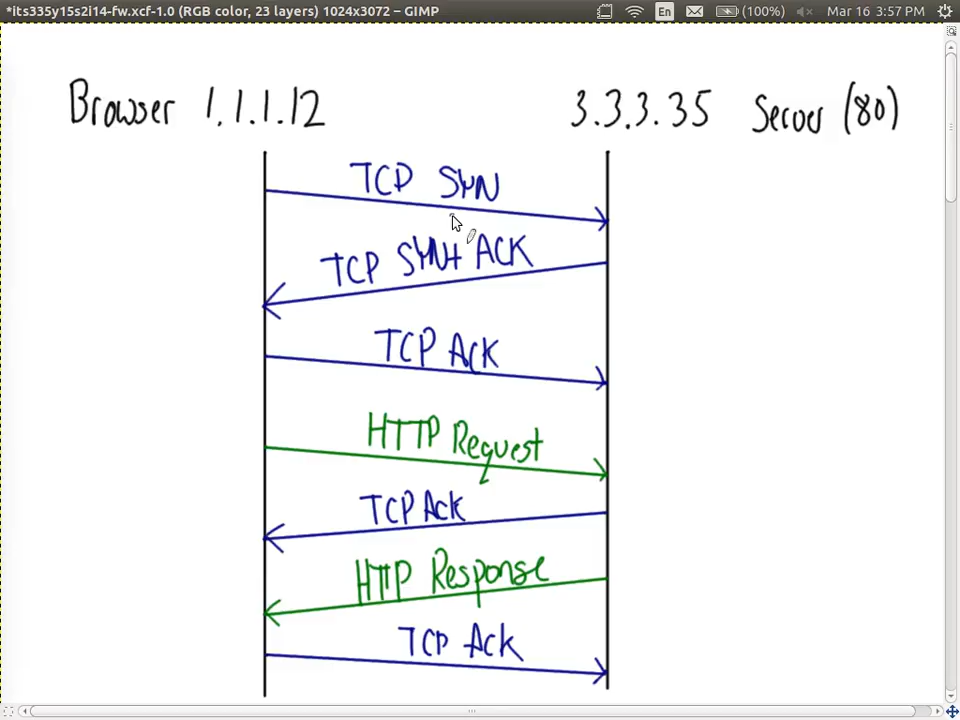 *its335y15s2i14-fw.xcf-1.0 (RGB color, 23 layers) 1024x3072 – GIMP En (100%) Mar 16 3:57 PM
Browser 1.1.1.12 3.3.3.35 Server (80)
TCP SYN
TCP SYN+ACK
TCP ACK
HTTP Request
TCP Ack
HTTP Response
TCP Ack